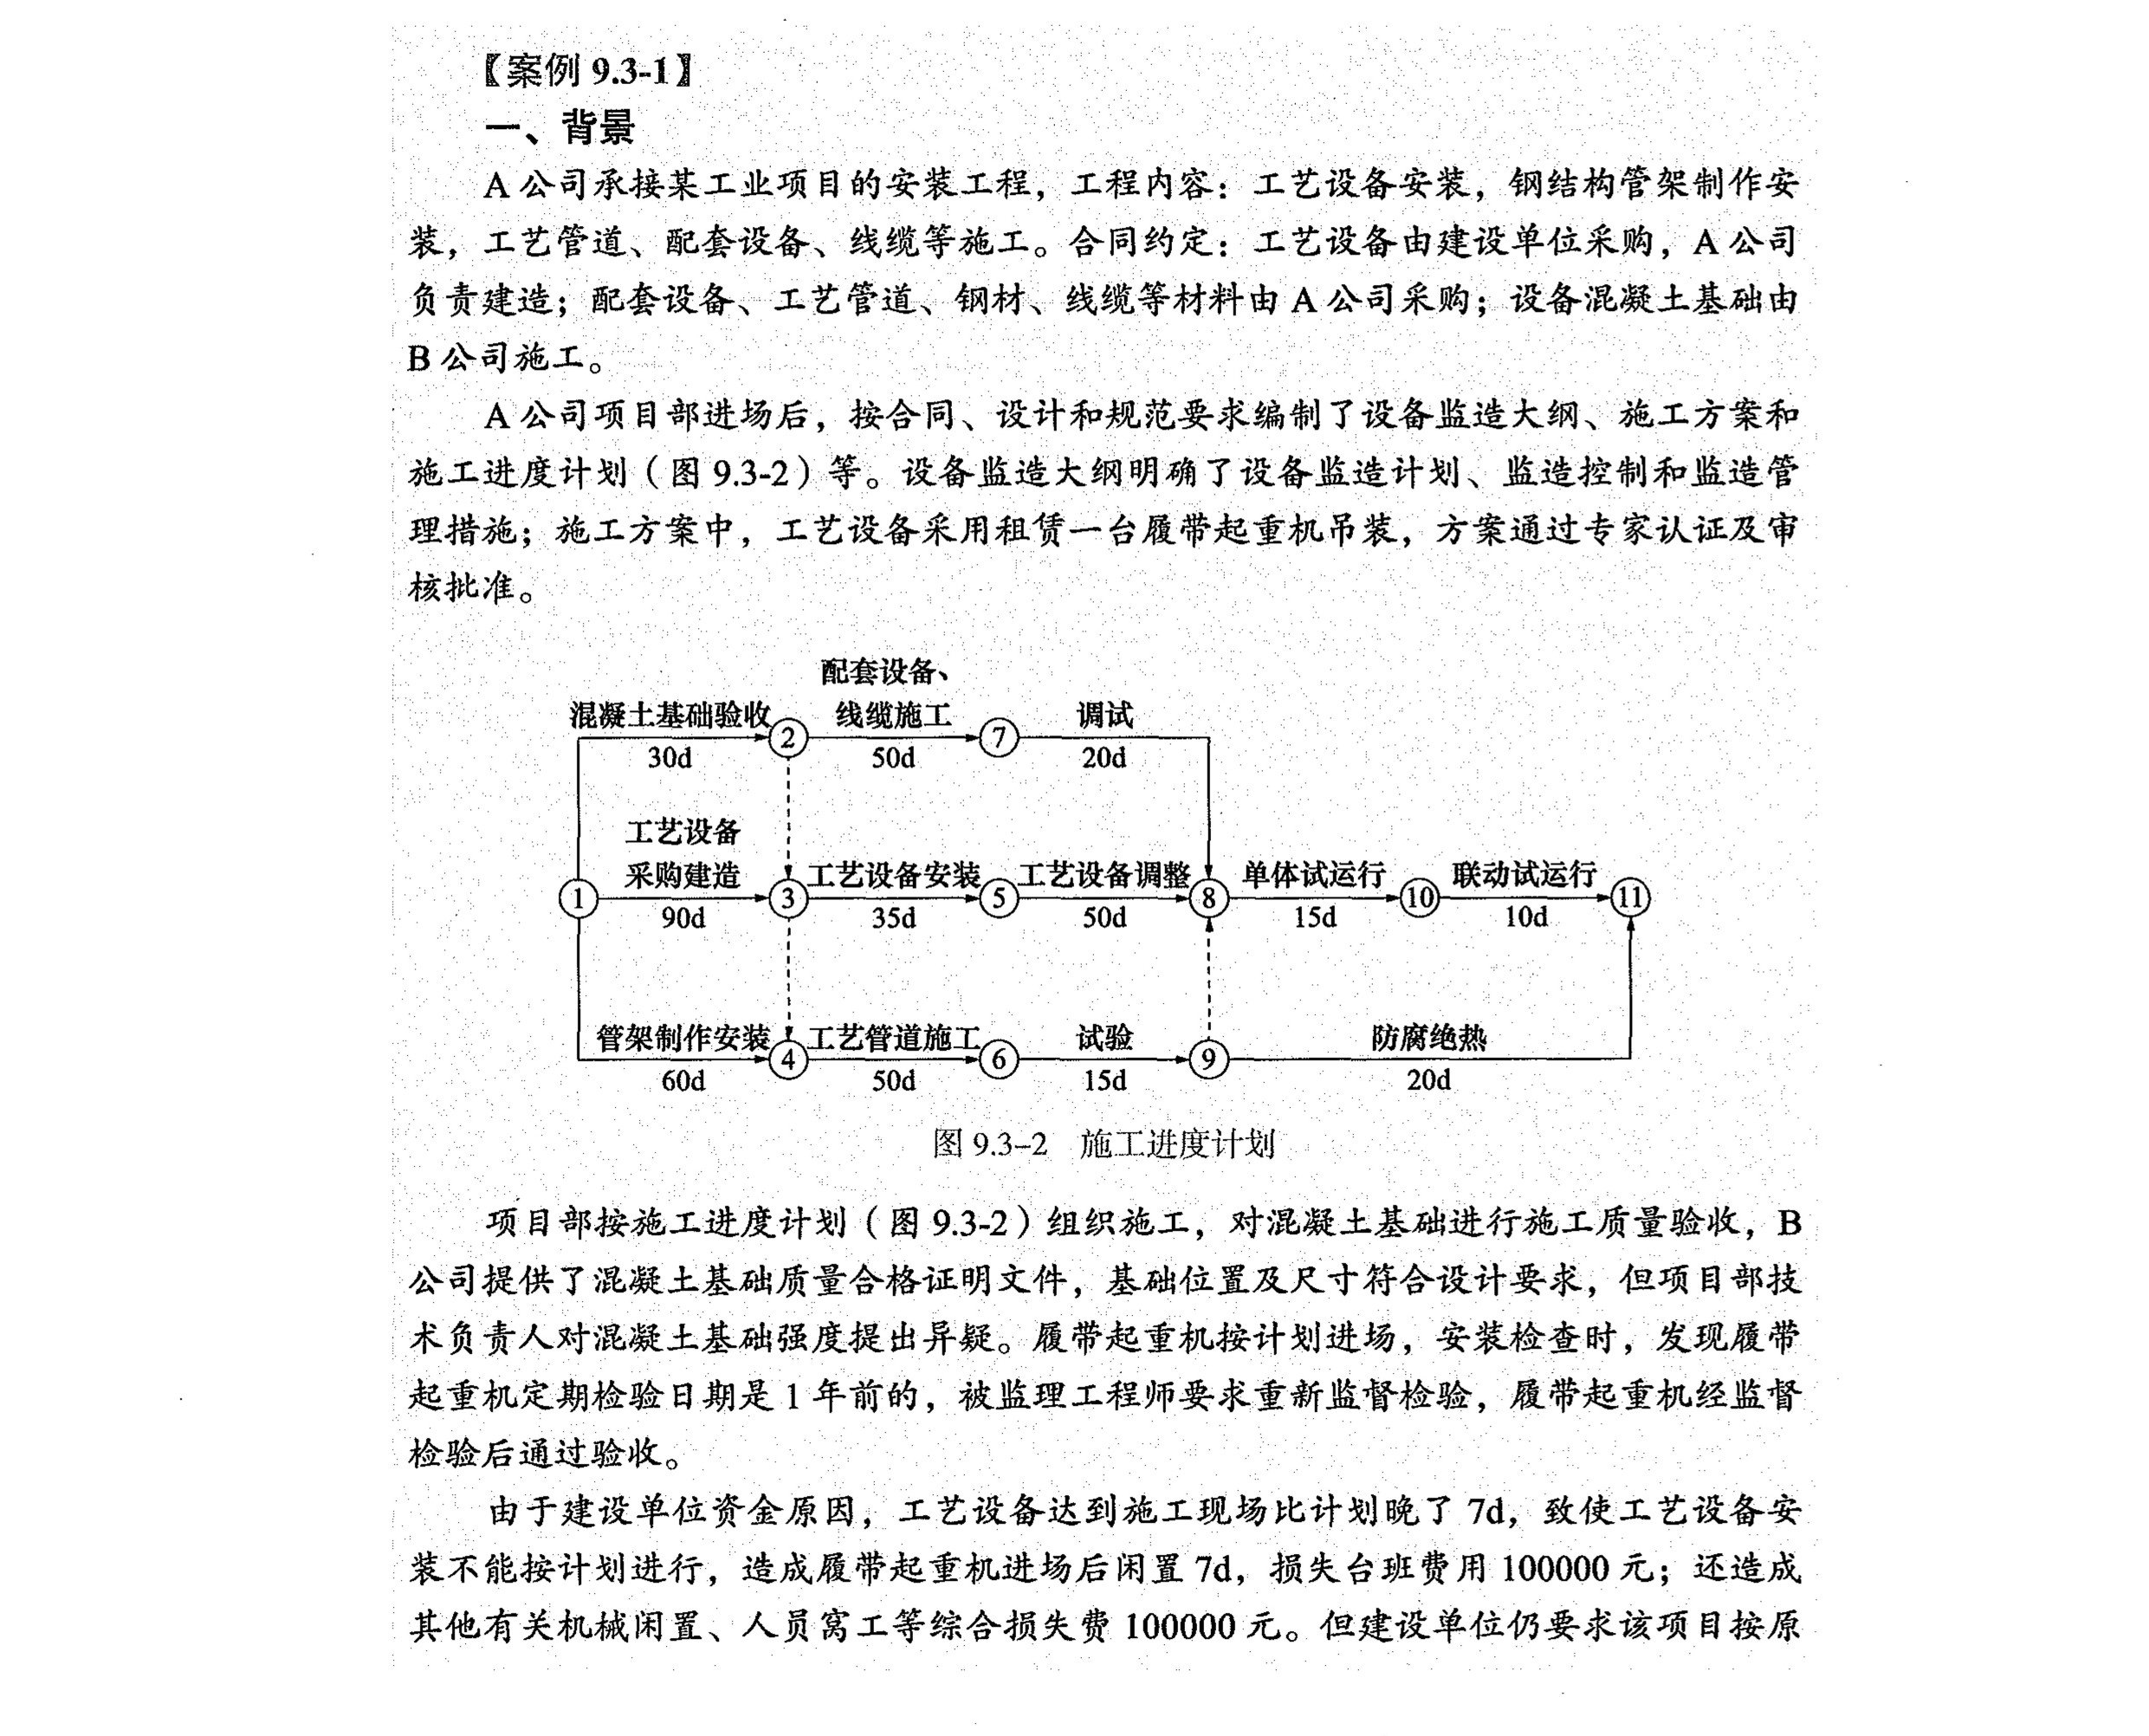 【案例 9.3-1】
一、背景
A 公司承接某工业项目的安装工程，工程内容：工艺设备安装，钢结构管架制作安
装，工艺管道、配套设备、线缆等施工。合同约定：工艺设备由建设单位采购，A 公司
负责建造；配套设备、工艺管道、钢材、线缆等材料由 A 公司采购；设备混凝土基础由
B 公司施工。
A 公司项目部进场后，按合同、设计和规范要求编制了设备监造大纲、施工方案和
施工进度计划（图 9.3-2）等。设备监造大纲明确了设备监造计划、监造控制和监造管
理措施；施工方案中，工艺设备采用租赁一台履带起重机吊装，方案通过专家认证及审
核批准。
配套设备、
混凝土基础验收 ② 线缆施工 ⑦ 调试
30d 50d 20d
工艺设备
① 采购建造 ③ 工艺设备安装 ⑤ 工艺设备调整 ⑧ 单体试运行 ⑩ 联动试运行 ⑪
90d 35d 50d 15d 10d
管架制作安装 ④ 工艺管道施工 ⑥ 试验 ⑨ 防腐绝热
60d 50d 15d 20d
图 9.3-2 施工进度计划
项目部按施工进度计划（图 9.3-2）组织施工，对混凝土基础进行施工质量验收，B
公司提供了混凝土基础质量合格证明文件，基础位置及尺寸符合设计要求，但项目部技
术负责人对混凝土基础强度提出异疑。履带起重机按计划进场，安装检查时，发现履带
起重机定期检验日期是 1 年前的，被监理工程师要求重新监督检验，履带起重机经监督
检验后通过验收。
由于建设单位资金原因，工艺设备达到施工现场比计划晚了 7d，致使工艺设备安
装不能按计划进行，造成履带起重机进场后闲置 7d，损失台班费用 100000 元；还造成
其他有关机械闲置、人员窝工等综合损失费 100000 元。但建设单位仍要求该项目按原